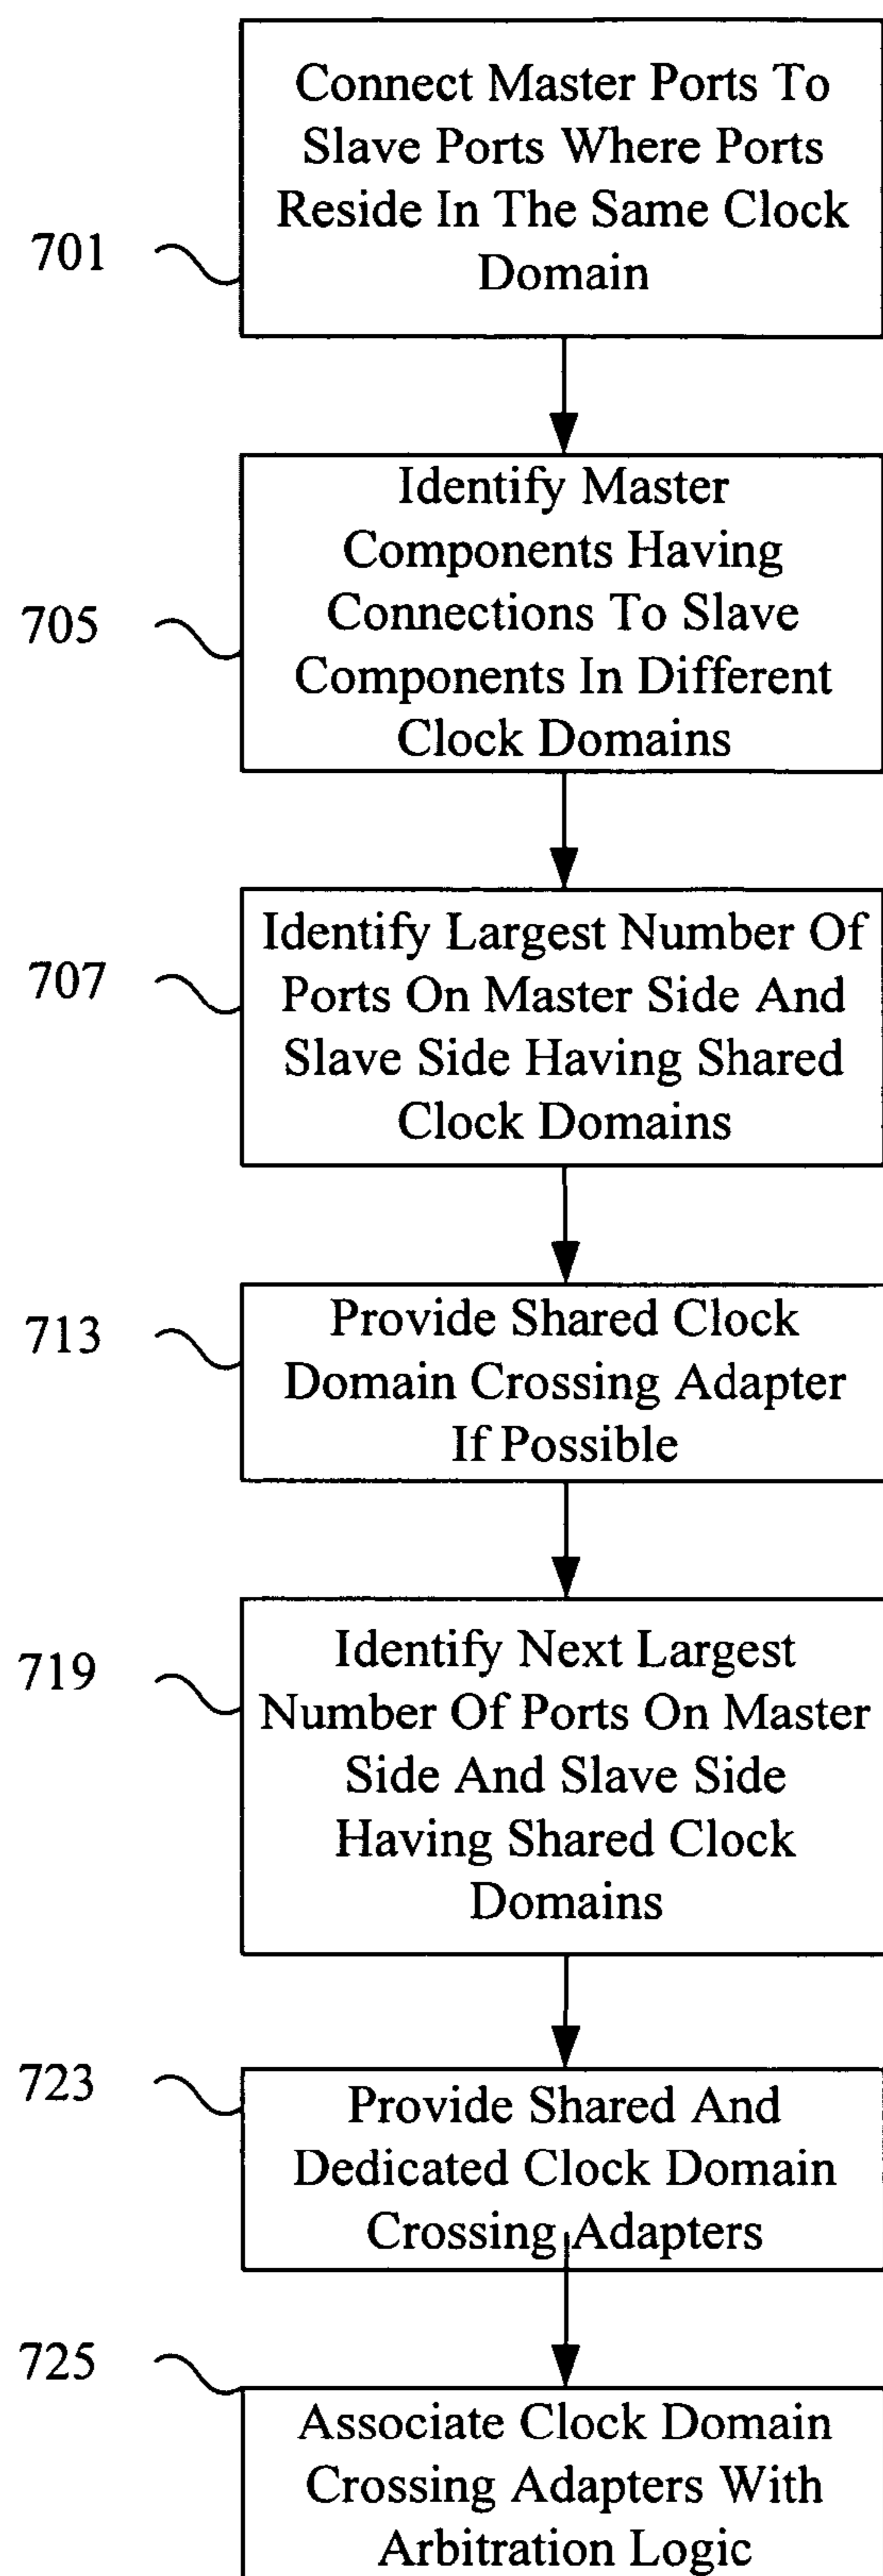 Connect Master Ports To
Slave Ports Where Ports
Reside In The Same Clock
Domain
701
Identify Master
Components Having
Connections To Slave
Components In Different
Clock Domains
705
Identify Largest Number Of
Ports On Master Side And
Slave Side Having Shared
Clock Domains
707
Provide Shared Clock
Domain Crossing Adapter
If Possible
713
Identify Next Largest
Number Of Ports On Master
Side And Slave Side
Having Shared Clock
Domains
719
Provide Shared And
Dedicated Clock Domain
Crossing Adapters
723
Associate Clock Domain
Crossing Adapters With
Arbitration Logic
725